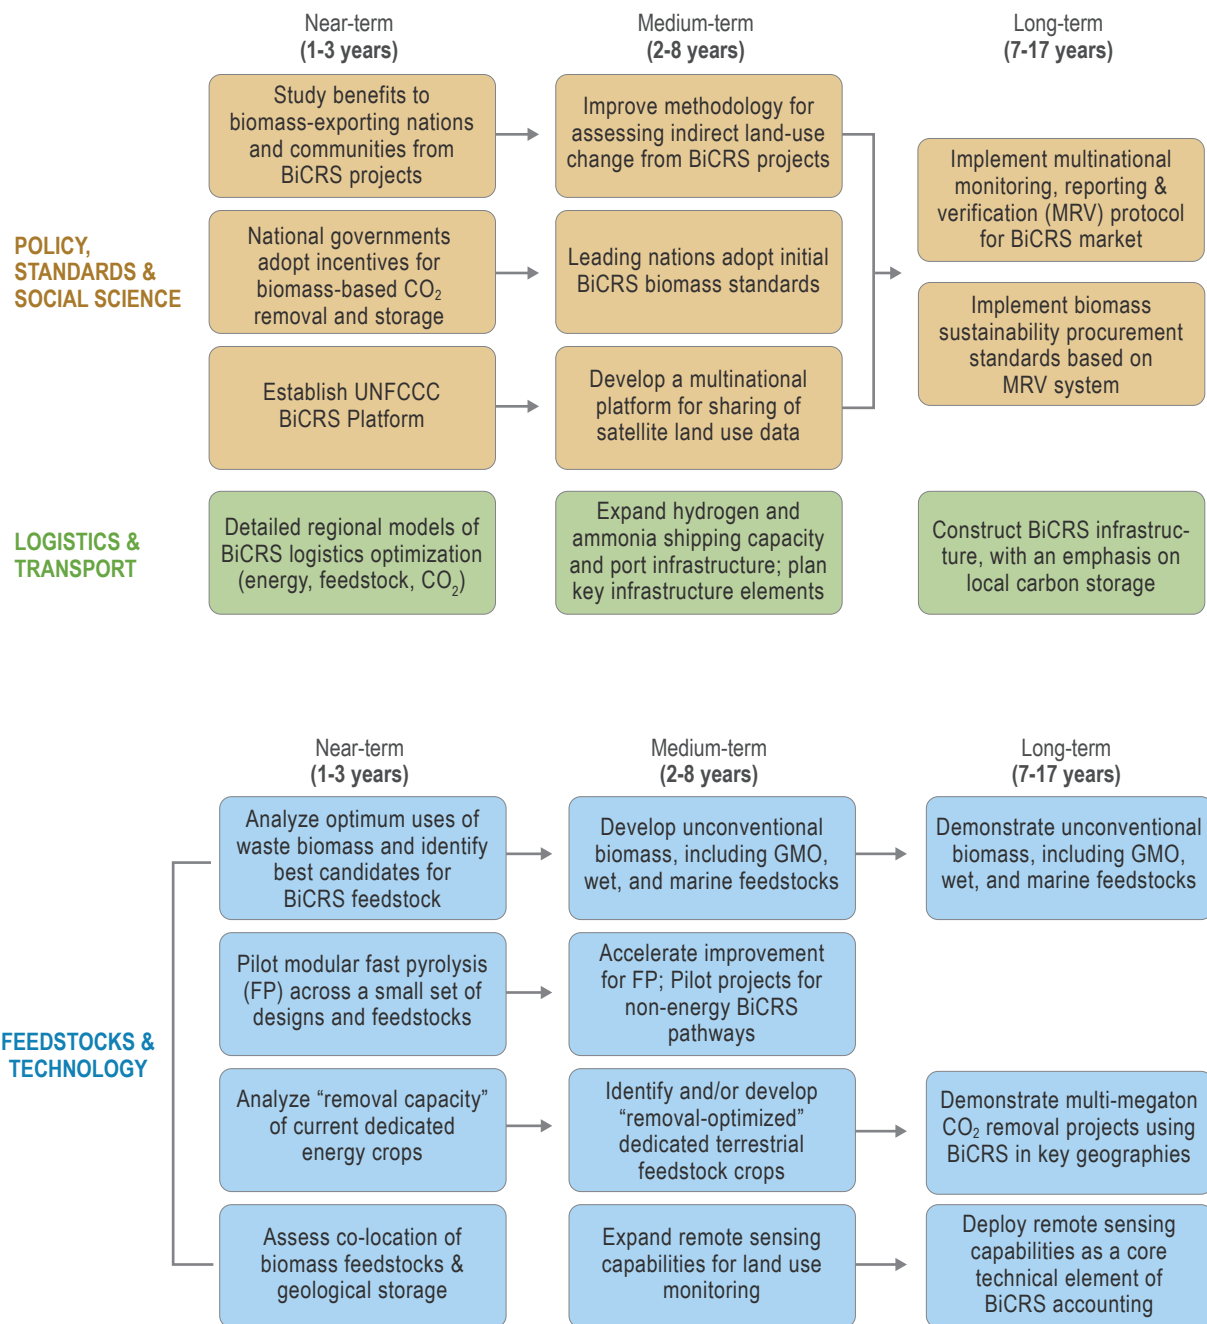 Near-term
(1-3 years)
Medium-term
(2-8 years)
Long-term
(7-17 years)
POLICY,
STANDARDS &
SOCIAL SCIENCE
Study benefits to
biomass-exporting nations
and communities from
BiCRS projects
Improve methodology for
assessing indirect land-use
change from BiCRS projects
Implement multinational
monitoring, reporting &
verification (MRV) protocol
for BiCRS market
National governments
adopt incentives for
biomass-based CO₂
removal and storage
Leading nations adopt initial
BiCRS biomass standards
Implement biomass
sustainability procurement
standards based on
MRV system
Establish UNFCCC
BiCRS Platform
Develop a multinational
platform for sharing of
satellite land use data
LOGISTICS &
TRANSPORT
Detailed regional models of
BiCRS logistics optimization
(energy, feedstock, CO₂)
Expand hydrogen and
ammonia shipping capacity
and port infrastructure; plan
key infrastructure elements
Construct BiCRS infrastruc-
ture, with an emphasis on
local carbon storage
Near-term
(1-3 years)
Medium-term
(2-8 years)
Long-term
(7-17 years)
FEEDSTOCKS &
TECHNOLOGY
Analyze optimum uses of
waste biomass and identify
best candidates for
BiCRS feedstock
Develop unconventional
biomass, including GMO,
wet, and marine feedstocks
Demonstrate unconventional
biomass, including GMO,
wet, and marine feedstocks
Pilot modular fast pyrolysis
(FP) across a small set of
designs and feedstocks
Accelerate improvement
for FP; Pilot projects for
non-energy BiCRS
pathways
Analyze “removal capacity”
of current dedicated
energy crops
Identify and/or develop
“removal-optimized”
dedicated terrestrial
feedstock crops
Demonstrate multi-megaton
CO₂ removal projects using
BiCRS in key geographies
Assess co-location of
biomass feedstocks &
geological storage
Expand remote sensing
capabilities for land use
monitoring
Deploy remote sensing
capabilities as a core
technical element of
BiCRS accounting